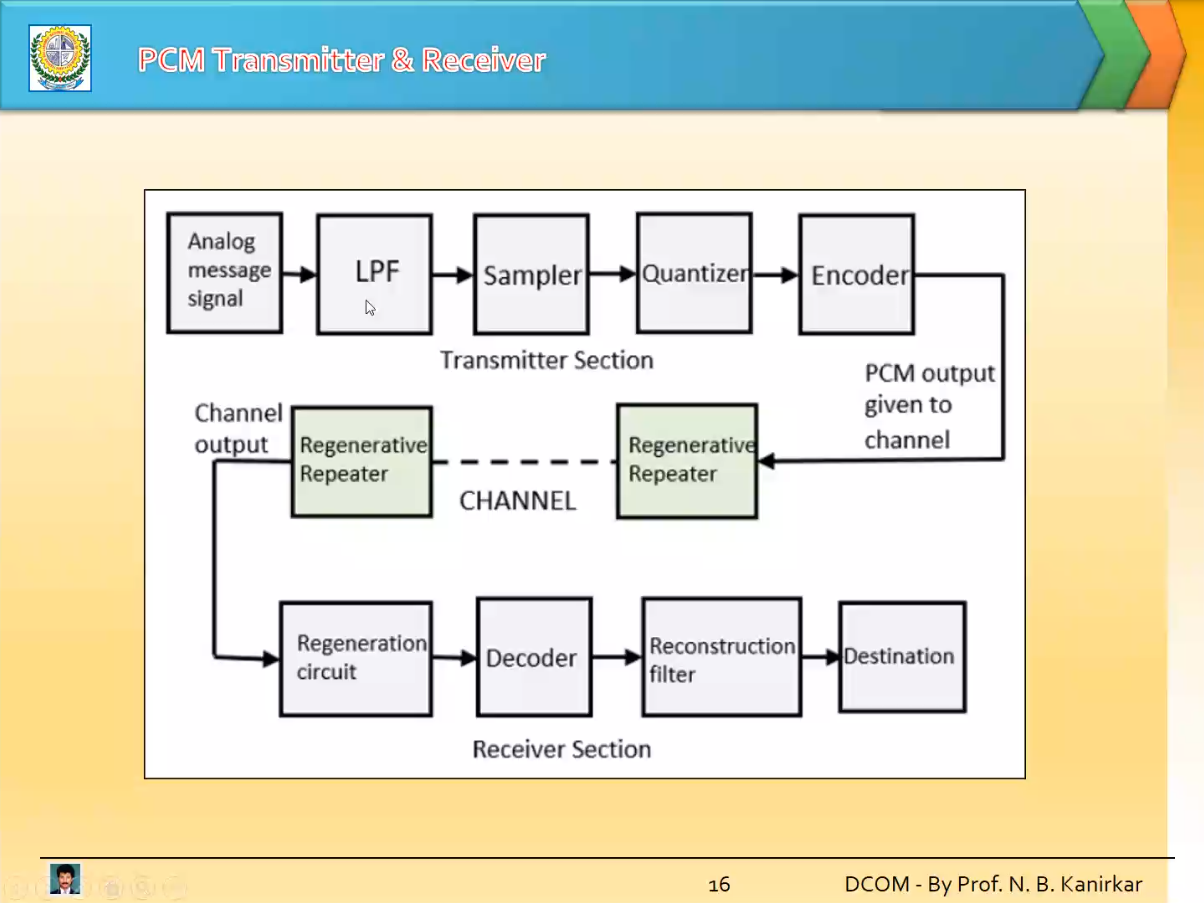 PCM Transmitter & Receiver
Analog
message
signal
LPF
Sampler
Quantizer
Encoder
Transmitter Section
PCM output
given to
channel
Channel
output
Regenerative
Repeater
CHANNEL
Regenerative
Repeater
Regeneration
circuit
Decoder
Reconstruction
filter
Destination
Receiver Section
16
DCOM - By Prof. N. B. Kanirkar